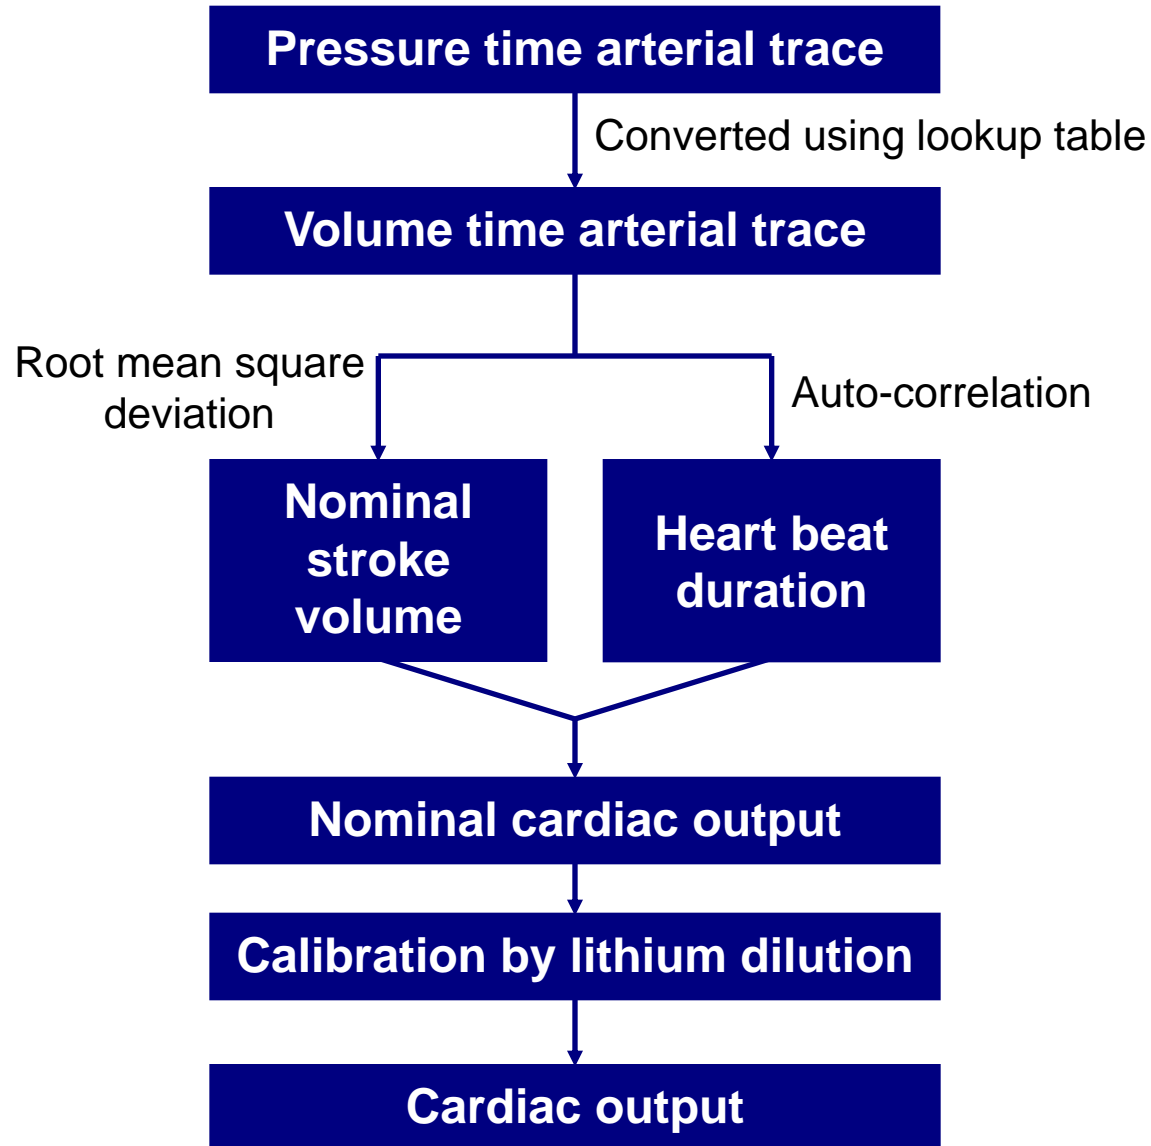 Pressure time arterial trace
Converted using lookup table
Volume time arterial trace
Root mean square
deviation
Auto-correlation
Nominal
stroke
volume
Heart beat
duration
Nominal cardiac output
Calibration by lithium dilution
Cardiac output